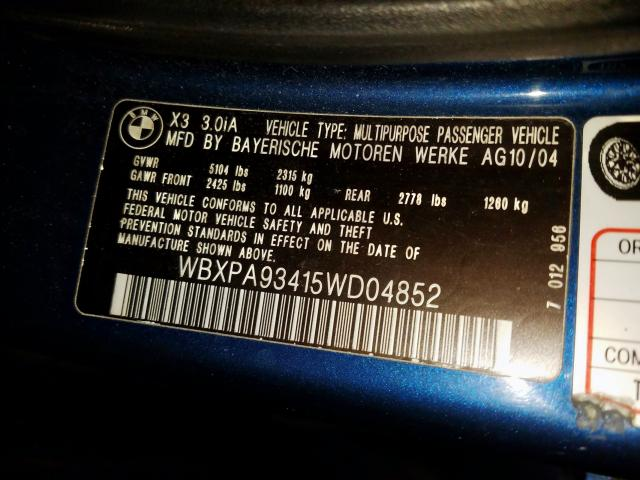 BMW
X3 3.0iA VEHICLE TYPE: MULTIPURPOSE PASSENGER VEHICLE
MFD BY BAYERISCHE MOTOREN WERKE AG10/04
GVWR 5104 lbs 2315 kg
GAWR FRONT 2425 lbs 1100 kg REAR 2778 lbs 1260 kg
THIS VEHICLE CONFORMS TO ALL APPLICABLE U.S.
FEDERAL MOTOR VEHICLE SAFETY AND THEFT
PREVENTION STANDARDS IN EFFECT ON THE DATE OF
MANUFACTURE SHOWN ABOVE.
WBXPA93415WD04852
7 012 956
OR
COM
T